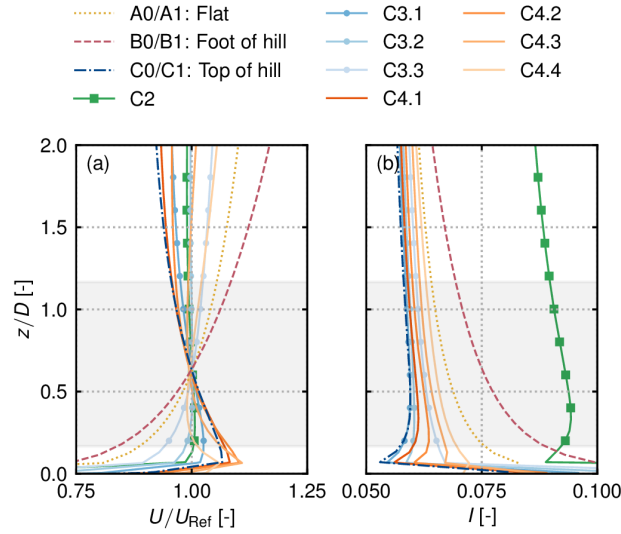 A0/A1: Flat
B0/B1: Foot of hill
C0/C1: Top of hill
C2
C3.1
C3.2
C3.3
C4.1
C4.2
C4.3
C4.4
(a)
(b)
2.0
1.5
1.0
0.5
0.0
z/D [-]
0.75
1.00
1.25
U/U_Ref [-]
0.050
0.075
0.100
I [-]